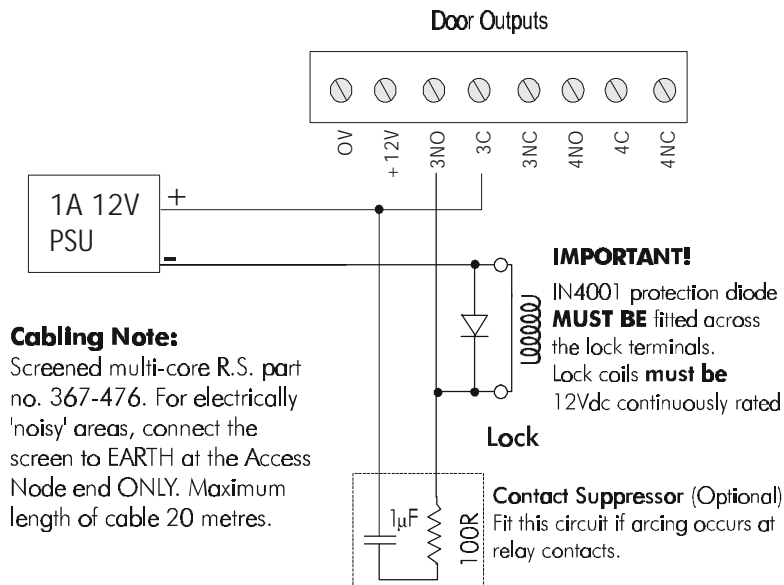 Door Outputs
0V
+12V
3NO
3C
3NC
4NO
4C
4NC
1A 12V
PSU
+
-
IMPORTANT!
IN4001 protection diode
MUST BE fitted across
the lock terminals.
Lock coils must be
12Vdc continuously rated
Lock
Cabling Note:
Screened multi-core R.S. part
no. 367-476. For electrically
'noisy' areas, connect the
screen to EARTH at the Access
Node end ONLY. Maximum
length of cable 20 metres.
1µF
100R
Contact Suppressor (Optional)
Fit this circuit if arcing occurs at
relay contacts.